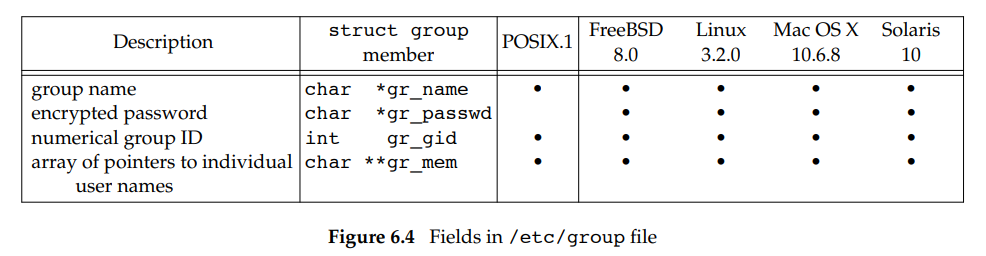 Description struct group member POSIX.1 FreeBSD 8.0 Linux 3.2.0 Mac OS X 10.6.8 Solaris 10
group name char *gr_name • • • • •
encrypted password char *gr_passwd • • • •
numerical group ID int gr_gid • • • • •
array of pointers to individual char **gr_mem • • • • •
user names
Figure 6.4 Fields in /etc/group file